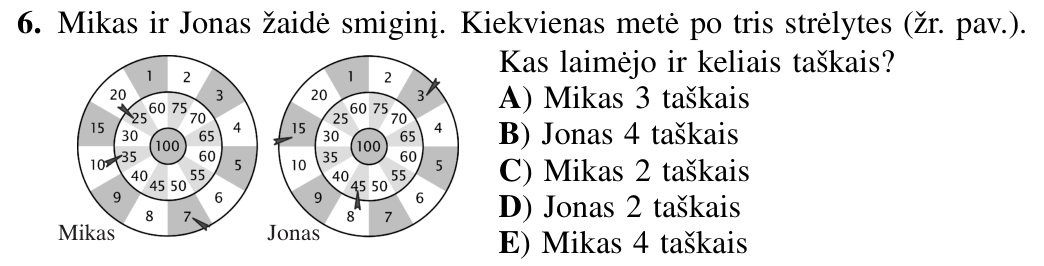 6. Mikas ir Jonas žaidė smiginį. Kiekvienas metė po tris strėlytes (žr. pav.).
Kas laimėjo ir keliais taškais?
A) Mikas 3 taškais
B) Jonas 4 taškais
C) Mikas 2 taškais
D) Jonas 2 taškais
E) Mikas 4 taškais
1 2 3 4 5 6 7 8 9 10 15 20
60 75 70 65 60 55 50 45 40 35 30 25
100
Mikas
1 2 3 4 5 6 7 8 9 10 15 20
60 75 70 65 60 55 50 45 40 35 30 25
100
Jonas